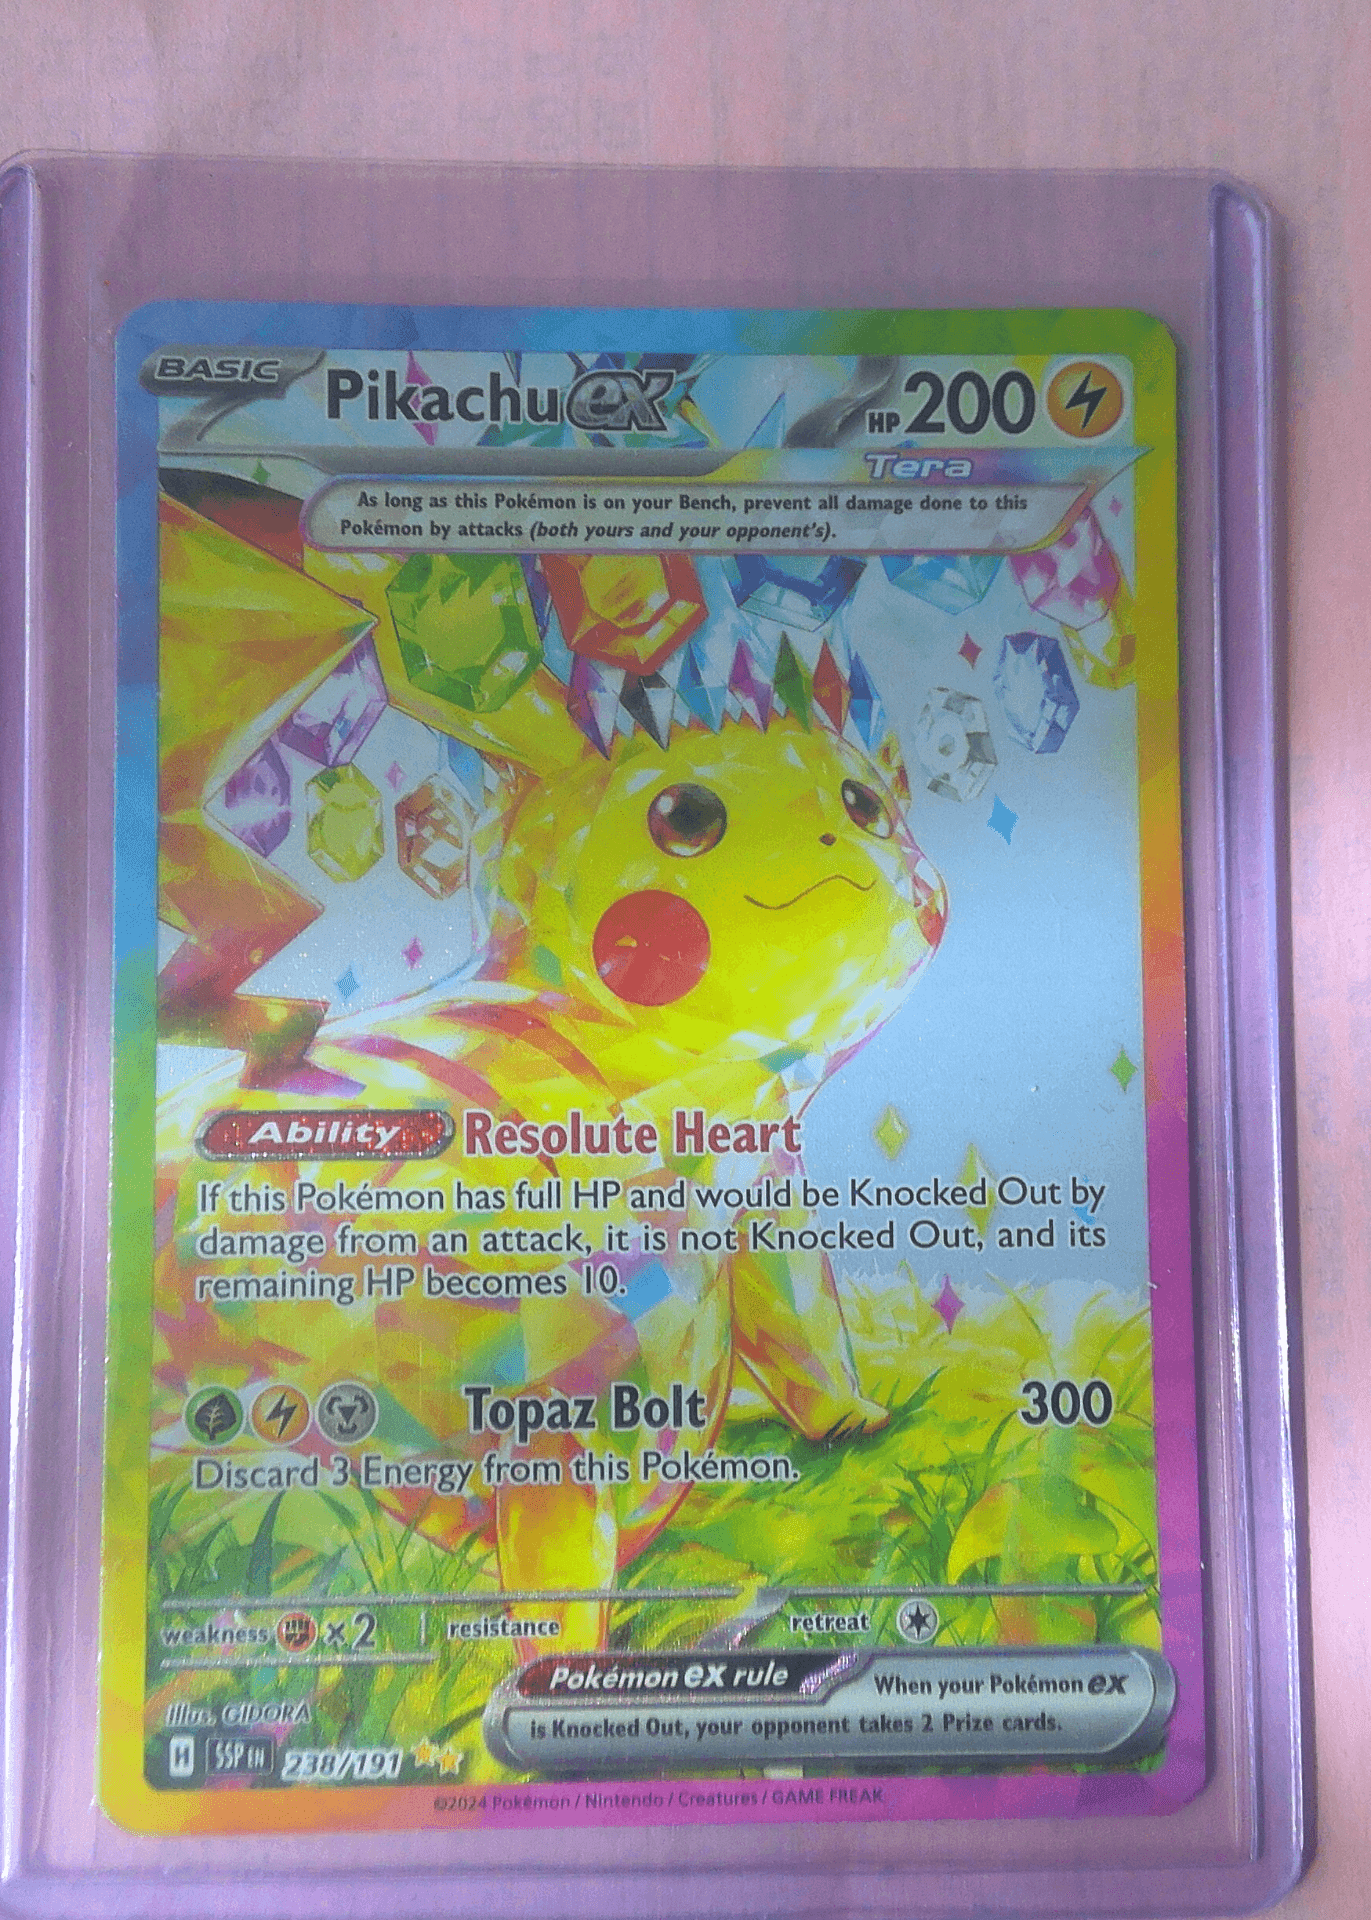 BASIC
Pikachu ex
HP 200
Tera
As long as this Pokémon is on your Bench, prevent all damage done to this
Pokémon by attacks (both yours and your opponent's).
Ability Resolute Heart
If this Pokémon has full HP and would be Knocked Out by
damage from an attack, it is not Knocked Out, and its
remaining HP becomes 10.
Topaz Bolt 300
Discard 3 Energy from this Pokémon.
weakness x2 resistance retreat
Pokémon ex rule When your Pokémon ex
is Knocked Out, your opponent takes 2 Prize cards.
Illus. GIDORA
H SSP EN 238/191
©2024 Pokémon / Nintendo / Creatures / GAME FREAK